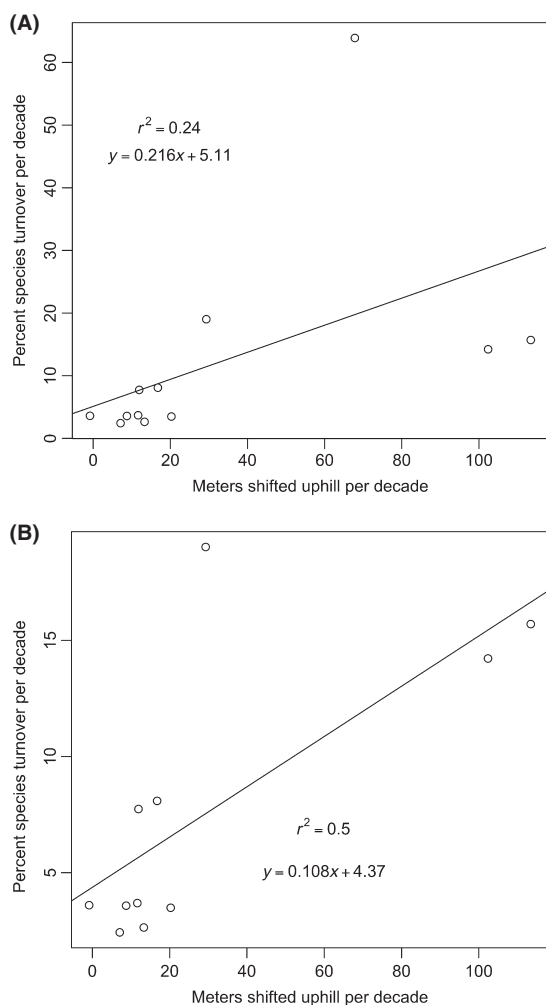 (A)
60
50
40
30
20
10
0
Percent species turnover per decade
r² = 0.24
y = 0.216x + 5.11
0 20 40 60 80 100
Meters shifted uphill per decade
(B)
15
10
5
Percent species turnover per decade
r² = 0.5
y = 0.108x + 4.37
0 20 40 60 80 100
Meters shifted uphill per decade